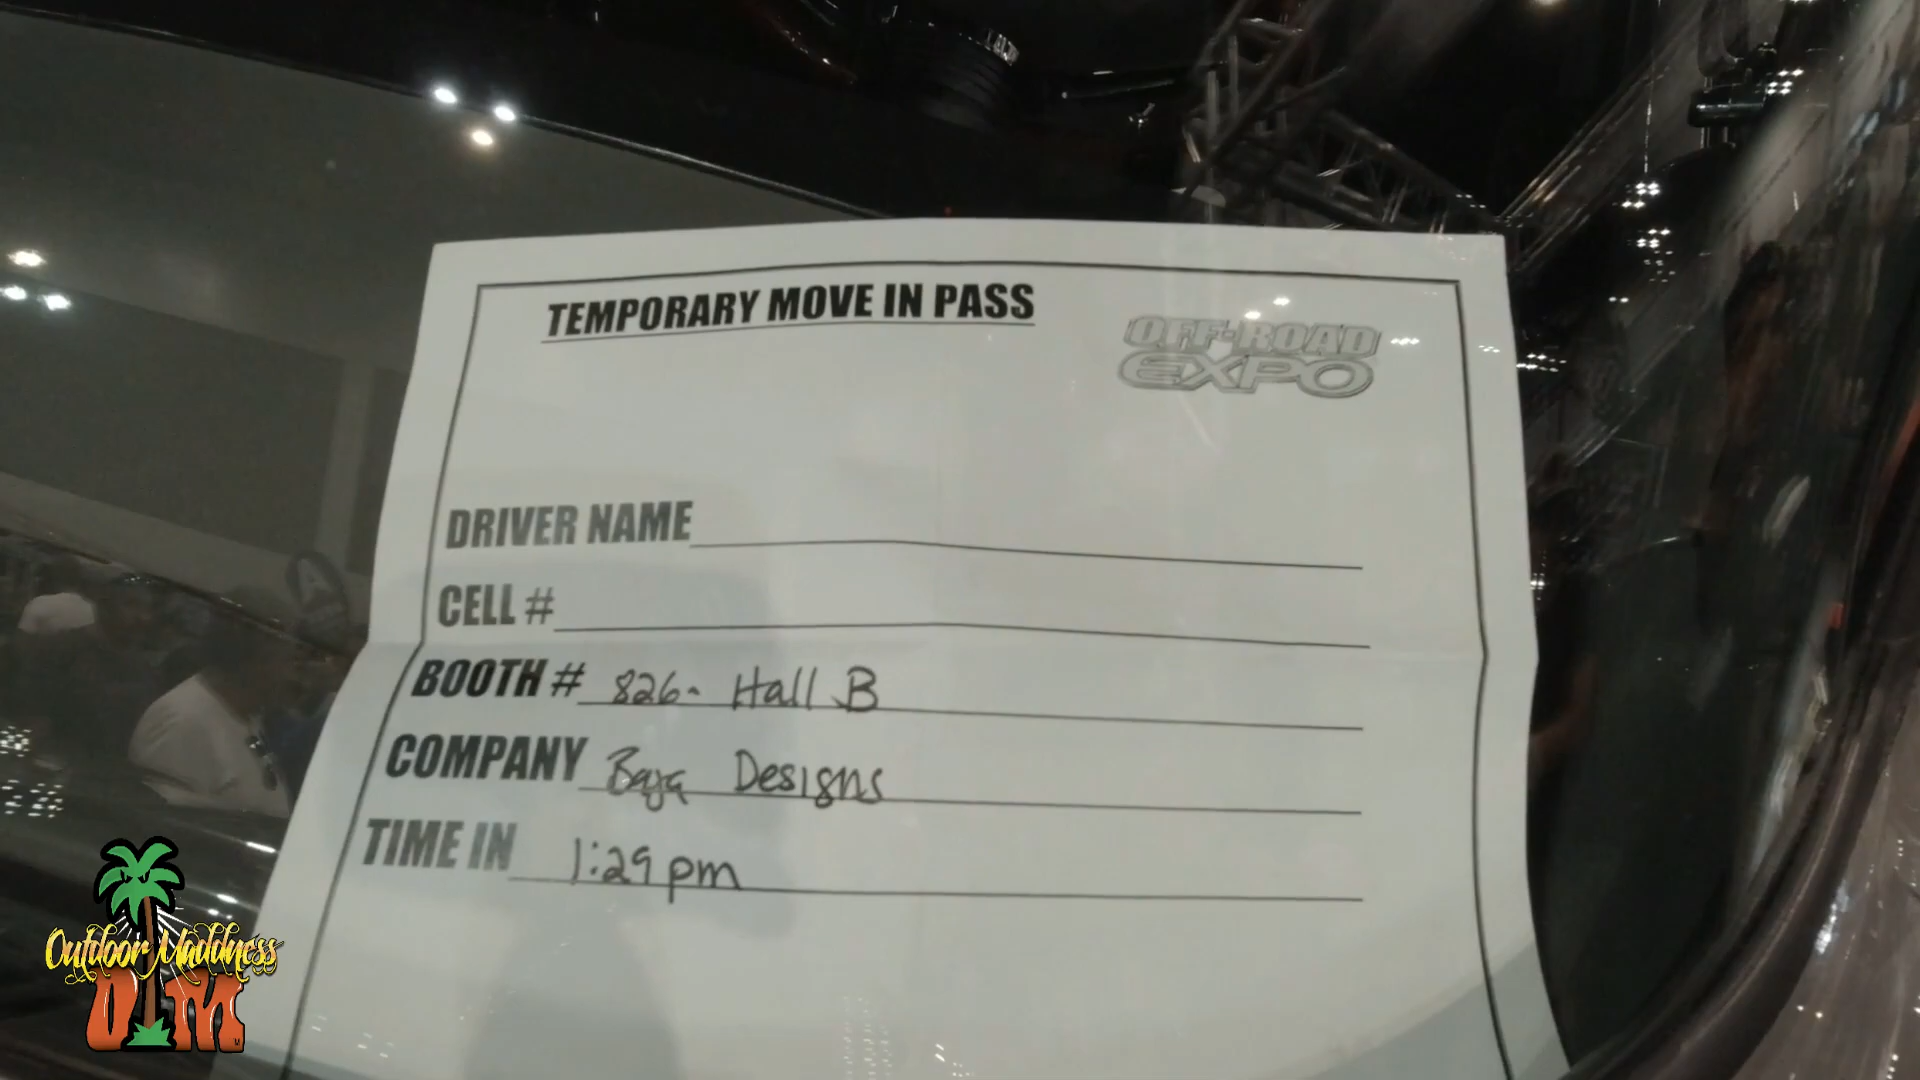 TEMPORARY MOVE IN PASS
OFF-ROAD
EXPO
DRIVER NAME
CELL #
BOOTH # 826- Hall B
COMPANY Baja Designs
TIME IN 1:29 pm
Outdoor Maddness
OM